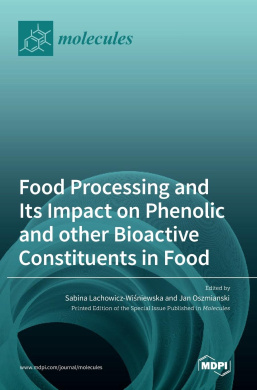 molecules
Food Processing and
Its Impact on Phenolic
and other Bioactive
Constituents in Food
Edited by
Sabina Lachowicz-Wiśniewska and Jan Oszmianski
Printed Edition of the Special Issue Published in Molecules
www.mdpi.com/journal/molecules
MDPI